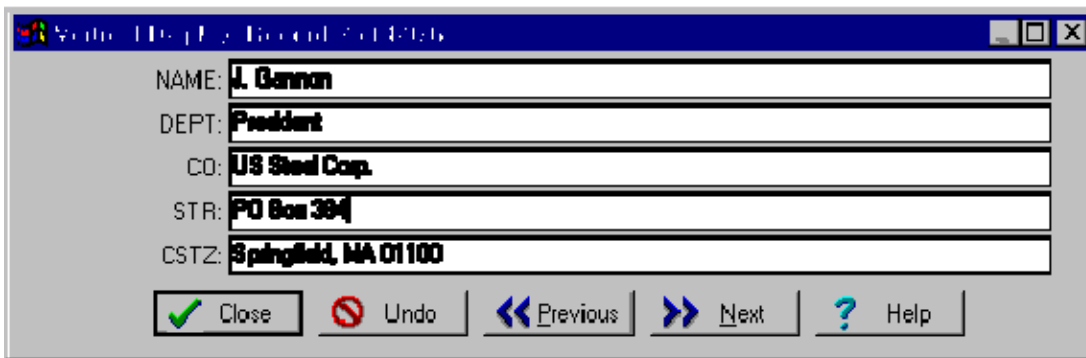 NAME: J. Gannon
DEPT: President
CO: US Steel Corp.
STR: PO Box 394
CSTZ: Springfield, MA 01100
Close Undo Previous Next Help